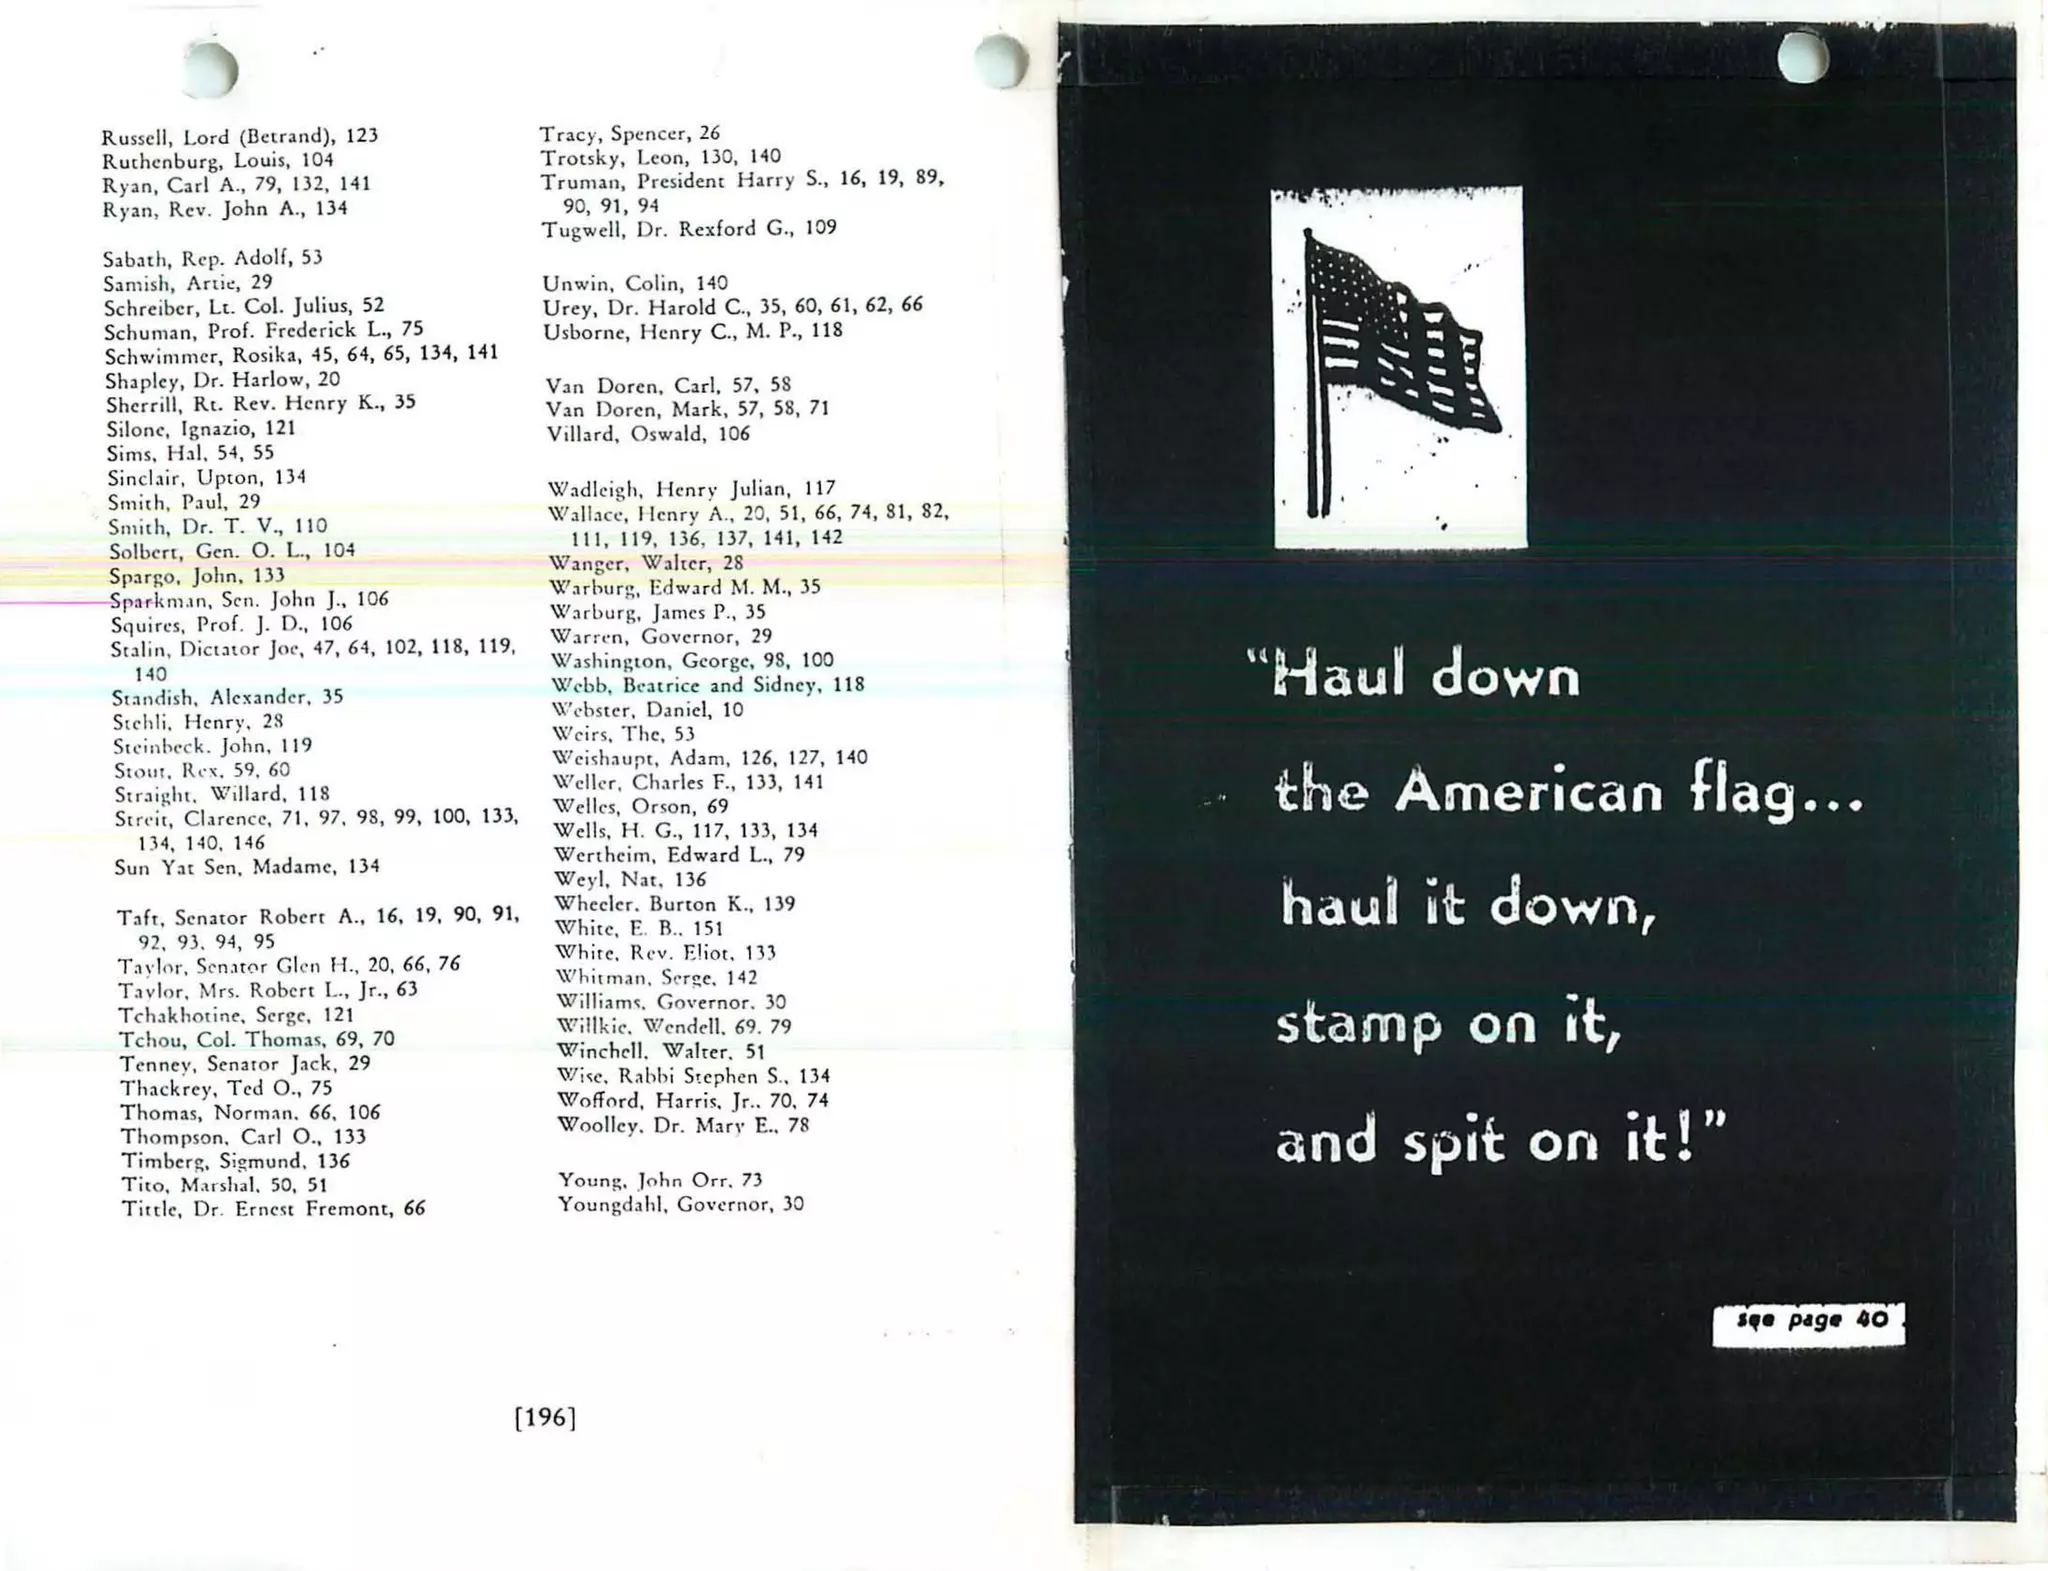 Russell, Lord (Betrand), 123
Ruthenburg, Louis, 104
Ryan, Carl A., 79, 132, 141
Ryan, Rev. John A., 134
Sabath, Rep. Adolf, 53
Samish, Artie, 29
Schreiber, Lt. Col. Julius, 52
Schuman, Prof. Frederick L., 75
Schwimmer, Rosika, 45, 64, 65, 134, 141
Shapley, Dr. Harlow, 20
Sherrill, Rt. Rev. Henry K., 35
Silone, Ignazio, 121
Sims, Hal, 54, 55
Sinclair, Upton, 134
Smith, Paul, 29
Smith, Dr. T. V., 110
Solbert, Gen. O. L., 104
Spargo, John, 133
Sparkman, Sen. John J., 106
Squires, Prof. J. D., 106
Stalin, Dictator Joe, 47, 64, 102, 118, 119,
140
Standish, Alexander, 35
Stehli, Henry, 28
Steinbeck. John, 119
Stout, Rex, 59, 60
Straight, Willard, 118
Streit, Clarence, 71, 97, 98, 99, 100, 133,
134, 140, 146
Sun Yat Sen, Madame, 134
Taft, Senator Robert A., 16, 19, 90, 91,
92, 93, 94, 95
Taylor, Senator Glen H., 20, 66, 76
Taylor, Mrs. Robert L., Jr., 63
Tchakhotine, Serge, 121
Tchou, Col. Thomas, 69, 70
Tenney, Senator Jack, 29
Thackrey, Ted O., 75
Thomas, Norman, 66, 106
Thompson, Carl O., 133
Timberg, Sigmund, 136
Tito, Marshal, 50, 51
Tittle, Dr. Ernest Fremont, 66
Tracy, Spencer, 26
Trotsky, Leon, 130, 140
Truman, President Harry S., 16, 19, 89,
90, 91, 94
Tugwell, Dr. Rexford G., 109
Unwin, Colin, 140
Urey, Dr. Harold C., 35, 60, 61, 62, 66
Usborne, Henry C., M. P., 118
Van Doren, Carl, 57, 58
Van Doren, Mark, 57, 58, 71
Villard, Oswald, 106
Wadleigh, Henry Julian, 117
Wallace, Henry A., 20, 51, 66, 74, 81, 82,
111, 119, 136, 137, 141, 142
Wanger, Walter, 28
Warburg, Edward M. M., 35
Warburg, James P., 35
Warren, Governor, 29
Washington, George, 98, 100
Webb, Beatrice and Sidney, 118
Webster, Daniel, 10
Weirs, The, 53
Weishaupt, Adam, 126, 127, 140
Weller, Charles F., 133, 141
Welles, Orson, 69
Wells, H. G., 117, 133, 134
Wertheim, Edward L., 79
Weyl, Nat, 136
Wheeler, Burton K., 139
White, E. B., 151
White, Rev. Eliot, 133
Whitman, Serge, 142
Williams, Governor. 30
Willkie, Wendell, 69. 79
Winchell, Walter, 51
Wise, Rabbi Stephen S., 134
Wofford, Harris, Jr., 70, 74
Woolley, Dr. Mary E., 78
Young, John Orr, 73
Youngdahl, Governor, 30
[196]
"Haul down
the American flag...
haul it down,
stamp on it,
and spit on it!"
see page 40